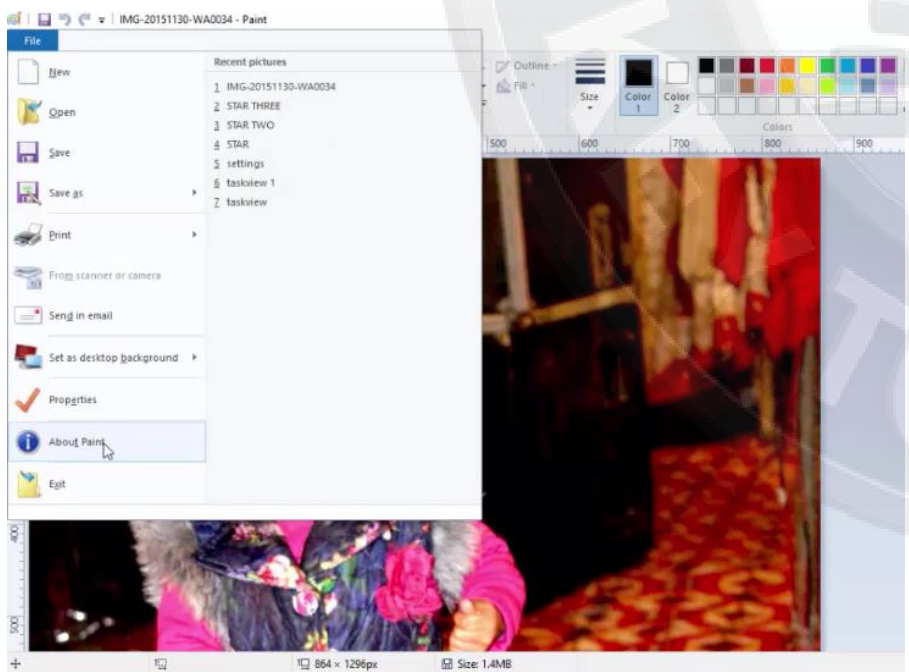 IMG-20151130-WA0034 - Paint
File
New
Open
Save
Save as
Print
From scanner or camera
Send in email
Set as desktop background
Properties
About Paint
Exit
Recent pictures
1 IMG-20151130-WA0034
2 STAR THREE
3 STAR TWO
4 STAR
5 settings
6 taskview 1
7 taskview
Outline
Fill
Size
Color 1
Color 2
Colors
500 600 700 800 900
400
500
864 × 1296px
Size: 1.4MB